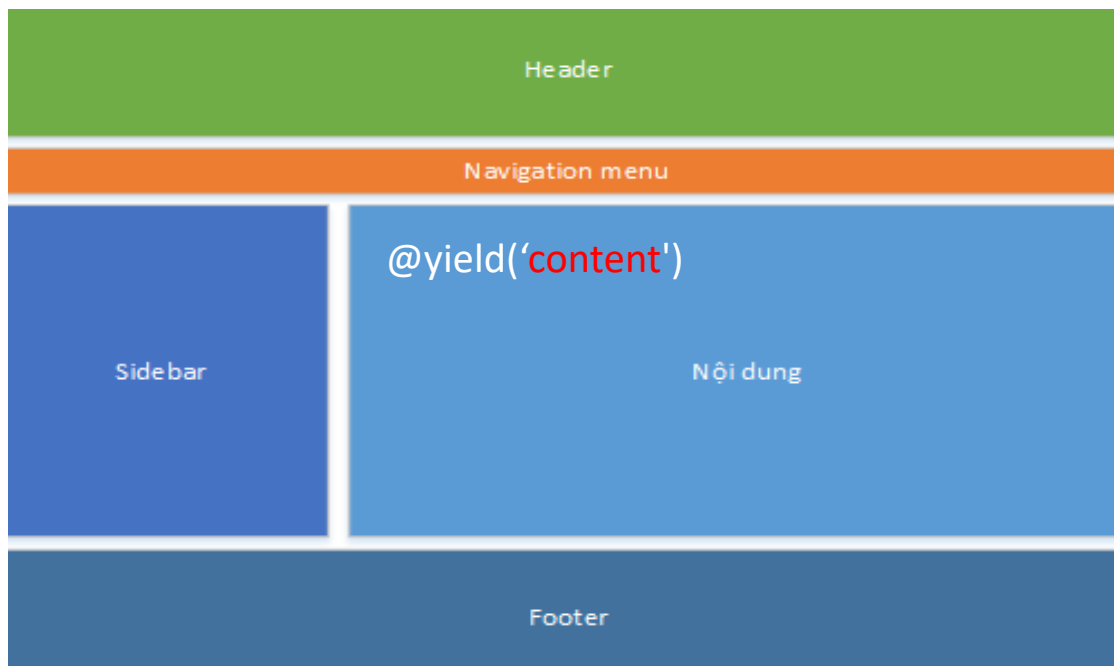 Header
Navigation menu
@yield(‘content')
Sidebar
Nội dung
Footer